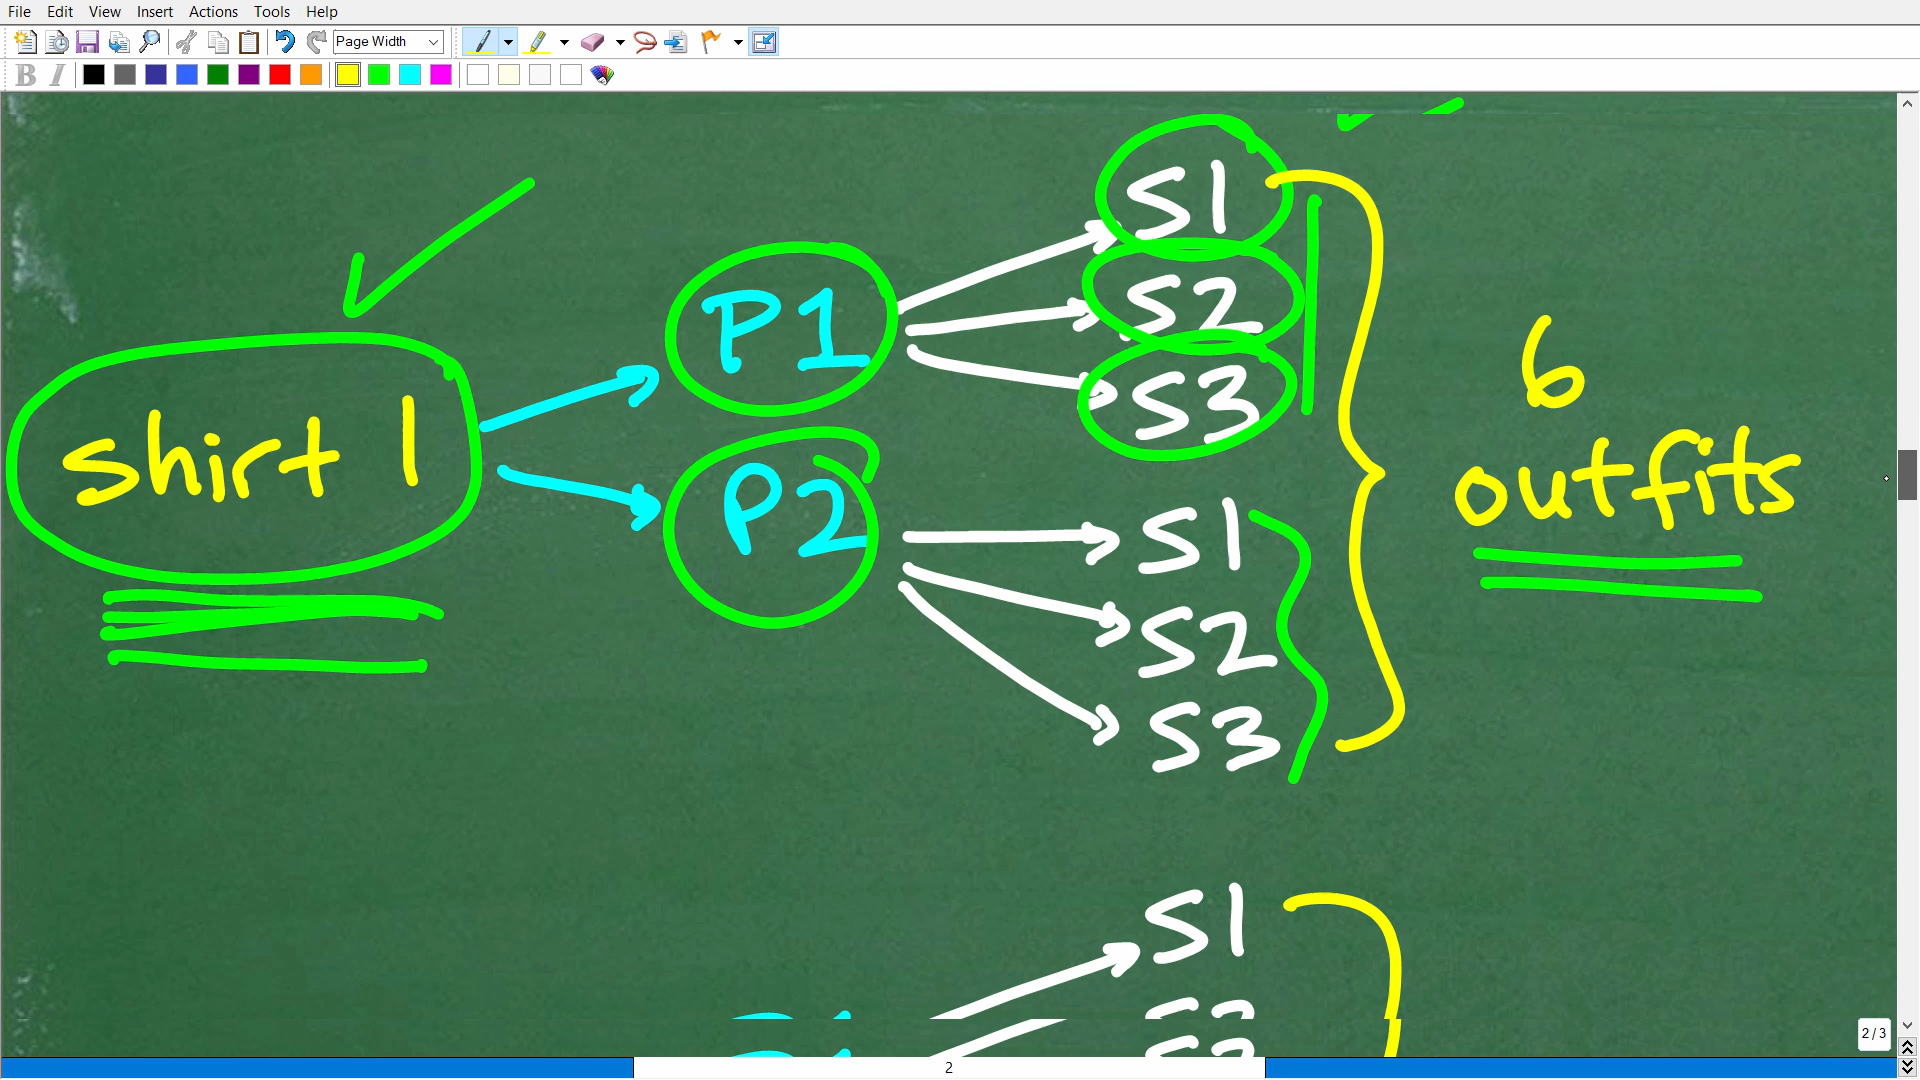 File Edit View Insert Actions Tools Help
Page Width
B I
S1
P1
S2
S3
6
shirt 1
outfits
P2
S1
S2
S3
S1
2 / 3
2